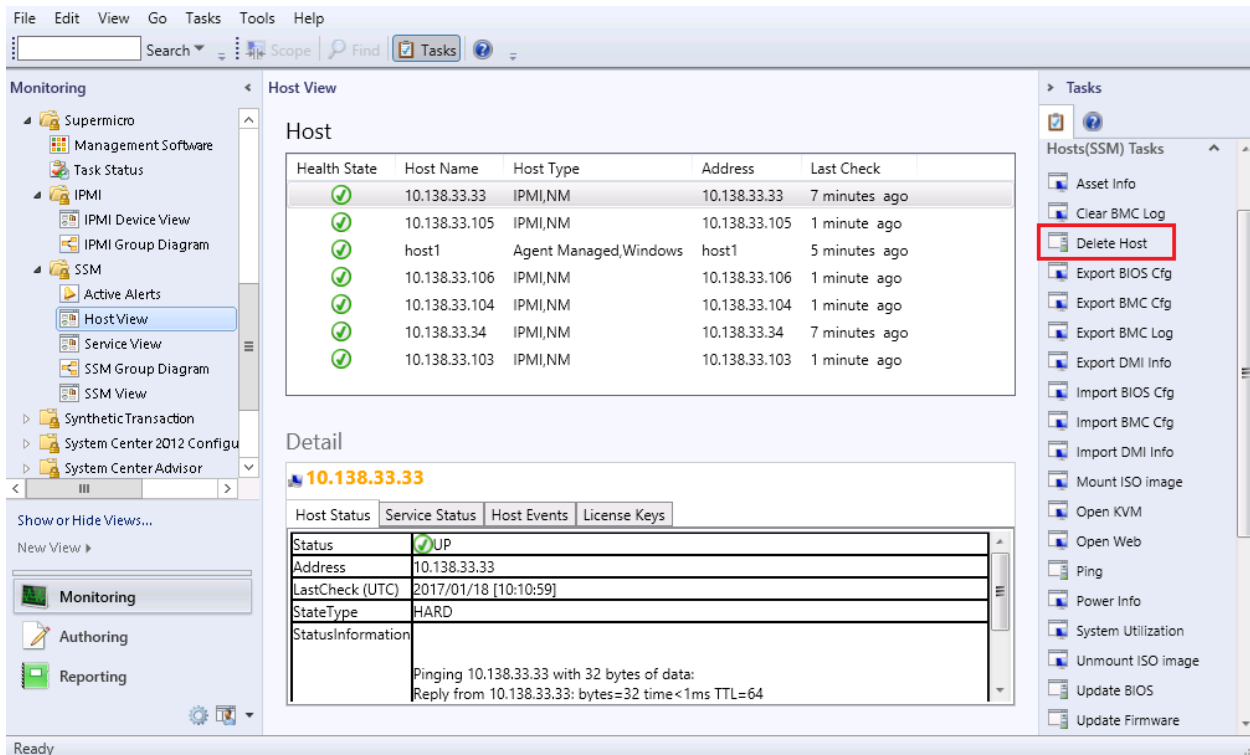 File Edit View Go Tasks Tools Help
Search Scope Find Tasks
Monitoring
Supermicro
Management Software
Task Status
IPMI
IPMI Device View
IPMI Group Diagram
SSM
Active Alerts
Host View
Service View
SSM Group Diagram
SSM View
Synthetic Transaction
System Center 2012 Configu
System Center Advisor
Show or Hide Views...
New View
Monitoring
Authoring
Reporting
Host View
Host
Health State Host Name Host Type Address Last Check
10.138.33.33 IPMI,NM 10.138.33.33 7 minutes ago
10.138.33.105 IPMI,NM 10.138.33.105 1 minute ago
host1 Agent Managed,Windows host1 5 minutes ago
10.138.33.106 IPMI,NM 10.138.33.106 1 minute ago
10.138.33.104 IPMI,NM 10.138.33.104 1 minute ago
10.138.33.34 IPMI,NM 10.138.33.34 7 minutes ago
10.138.33.103 IPMI,NM 10.138.33.103 1 minute ago
Detail
10.138.33.33
Host Status Service Status Host Events License Keys
Status UP
Address 10.138.33.33
LastCheck (UTC) 2017/01/18 [10:10:59]
StateType HARD
StatusInformation
Pinging 10.138.33.33 with 32 bytes of data:
Reply from 10.138.33.33: bytes=32 time<1ms TTL=64
Tasks
Hosts(SSM) Tasks
Asset Info
Clear BMC Log
Delete Host
Export BIOS Cfg
Export BMC Cfg
Export BMC Log
Export DMI Info
Import BIOS Cfg
Import BMC Cfg
Import DMI Info
Mount ISO image
Open KVM
Open Web
Ping
Power Info
System Utilization
Unmount ISO image
Update BIOS
Update Firmware
Ready